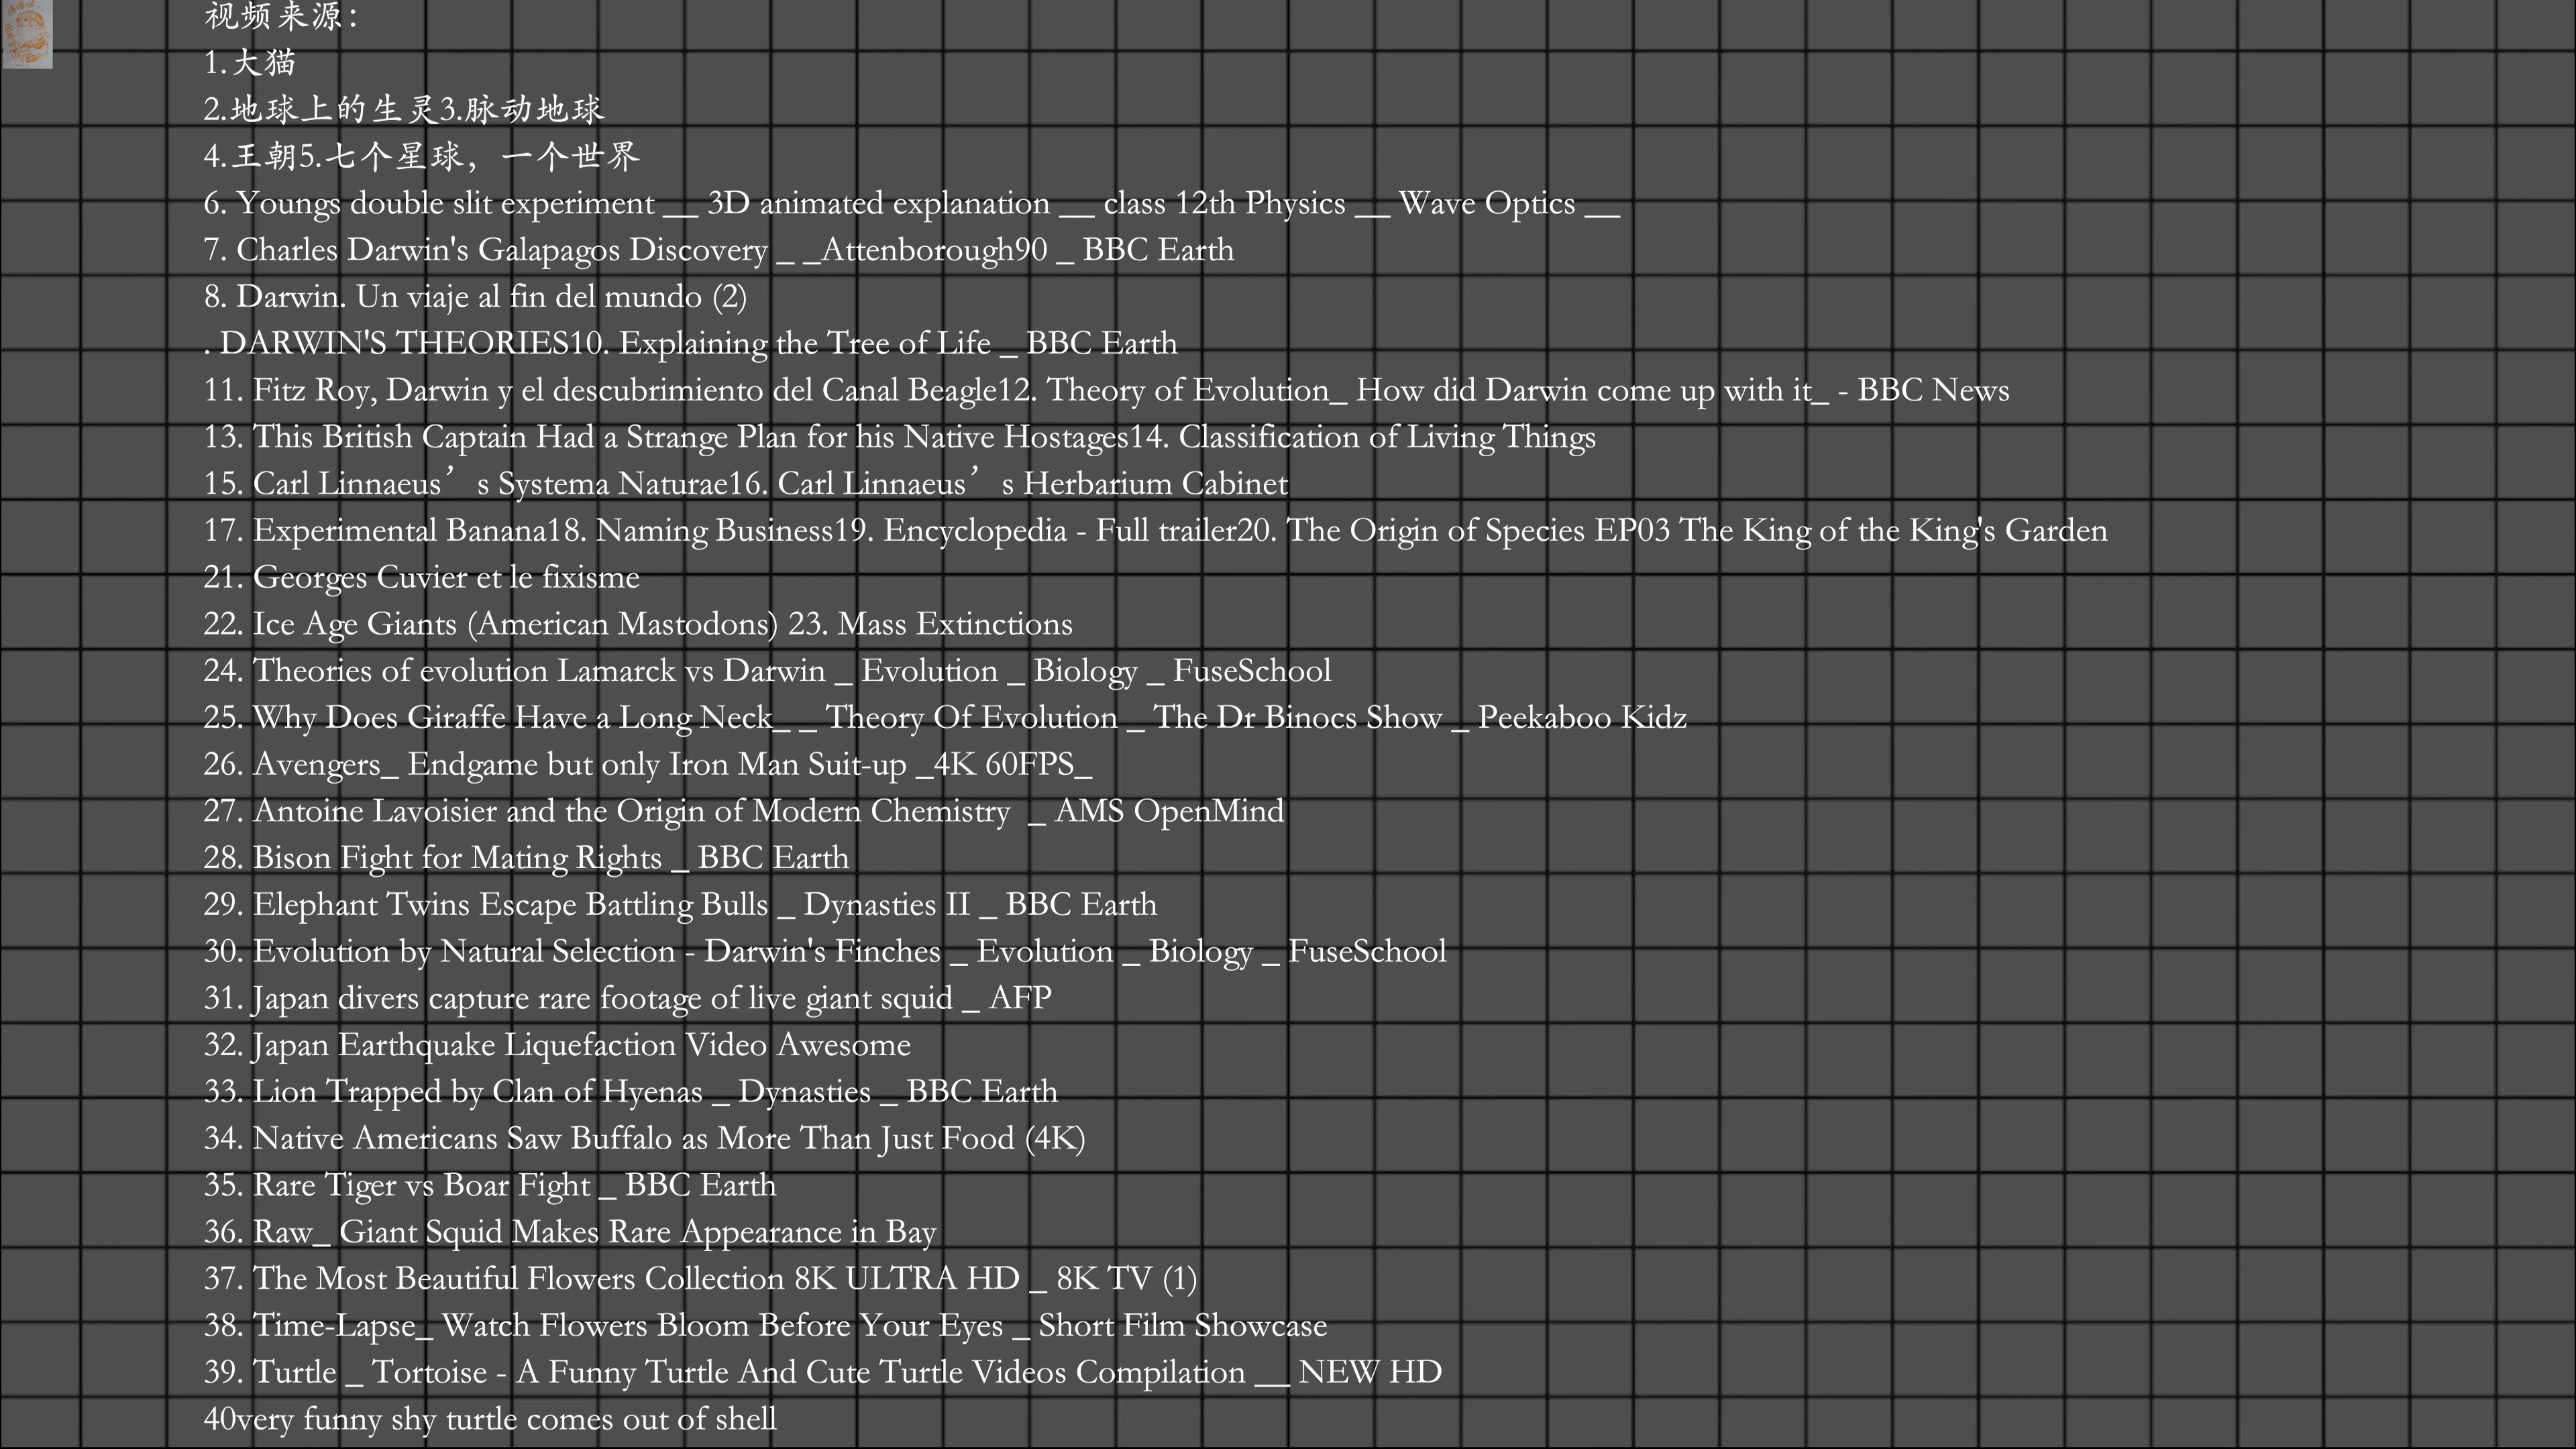 视频来源：
1.大猫
2.地球上的生灵3.脉动地球
4.王朝5.七个星球，一个世界
6. Youngs double slit experiment __ 3D animated explanation __ class 12th Physics __ Wave Optics __
7. Charles Darwin's Galapagos Discovery _ _Attenborough90 _ BBC Earth
8. Darwin. Un viaje al fin del mundo (2)
. DARWIN'S THEORIES10. Explaining the Tree of Life _ BBC Earth
11. Fitz Roy, Darwin y el descubrimiento del Canal Beagle12. Theory of Evolution_ How did Darwin come up with it_ - BBC News
13. This British Captain Had a Strange Plan for his Native Hostages14. Classification of Living Things
15. Carl Linnaeus’s Systema Naturae16. Carl Linnaeus’s Herbarium Cabinet
17. Experimental Banana18. Naming Business19. Encyclopedia - Full trailer20. The Origin of Species EP03 The King of the King's Garden
21. Georges Cuvier et le fixisme
22. Ice Age Giants (American Mastodons) 23. Mass Extinctions
24. Theories of evolution Lamarck vs Darwin _ Evolution _ Biology _ FuseSchool
25. Why Does Giraffe Have a Long Neck_ _ Theory Of Evolution _ The Dr Binocs Show _ Peekaboo Kidz
26. Avengers_ Endgame but only Iron Man Suit-up _4K 60FPS_
27. Antoine Lavoisier and the Origin of Modern Chemistry _ AMS OpenMind
28. Bison Fight for Mating Rights _ BBC Earth
29. Elephant Twins Escape Battling Bulls _ Dynasties II _ BBC Earth
30. Evolution by Natural Selection - Darwin's Finches _ Evolution _ Biology _ FuseSchool
31. Japan divers capture rare footage of live giant squid _ AFP
32. Japan Earthquake Liquefaction Video Awesome
33. Lion Trapped by Clan of Hyenas _ Dynasties _ BBC Earth
34. Native Americans Saw Buffalo as More Than Just Food (4K)
35. Rare Tiger vs Boar Fight _ BBC Earth
36. Raw_ Giant Squid Makes Rare Appearance in Bay
37. The Most Beautiful Flowers Collection 8K ULTRA HD _ 8K TV (1)
38. Time-Lapse_ Watch Flowers Bloom Before Your Eyes _ Short Film Showcase
39. Turtle _ Tortoise - A Funny Turtle And Cute Turtle Videos Compilation __ NEW HD
40very funny shy turtle comes out of shell